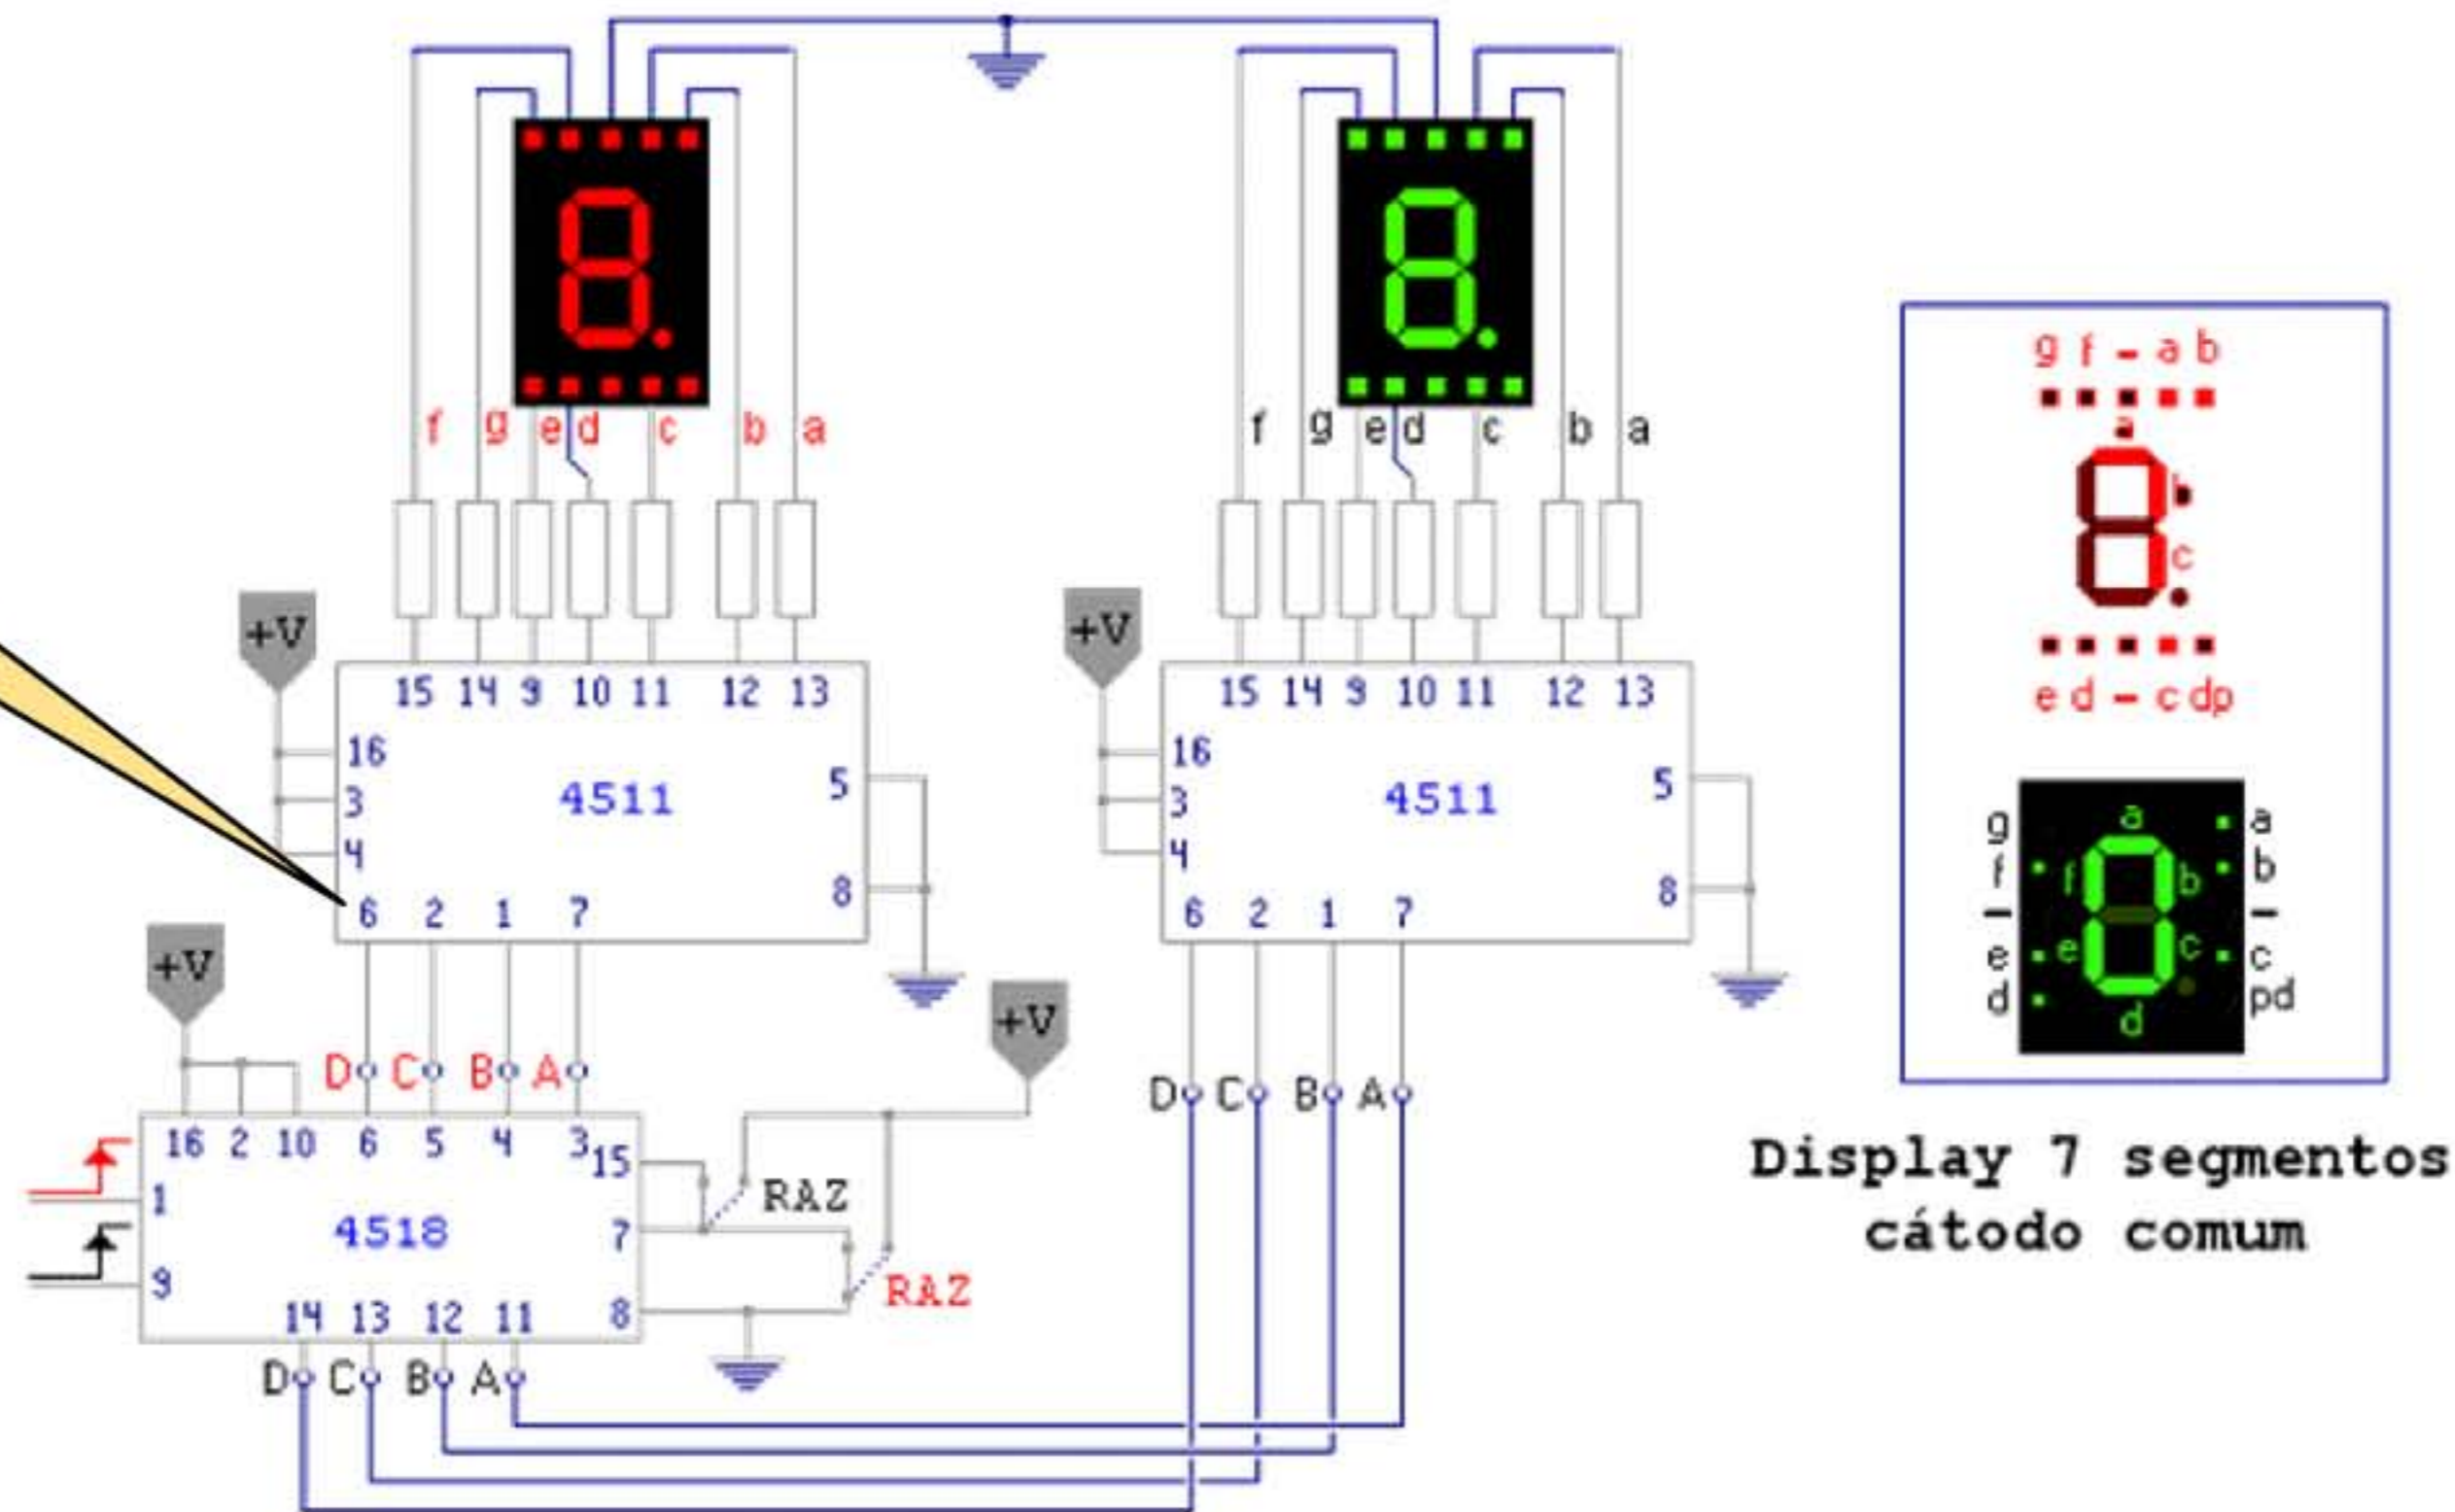 f g e d c b a
f g e d c b a
g f - a b
a
b
c
e d - c dp
+V
+V
15 14 9 10 11 12 13
15 14 9 10 11 12 13
16
3
4
4511
5
8
6 2 1 7
16
3
4
4511
5
8
6 2 1 7
g
f
-
e
d
a
f b
e c
d
a
b
-
c
pd
+V
+V
D C B A
D C B A
16 2 10 6 5 4 3
15
1
4518
7
9
8
14 13 12 11
RAZ
RAZ
D C B A
Display 7 segmentos
cátodo comum